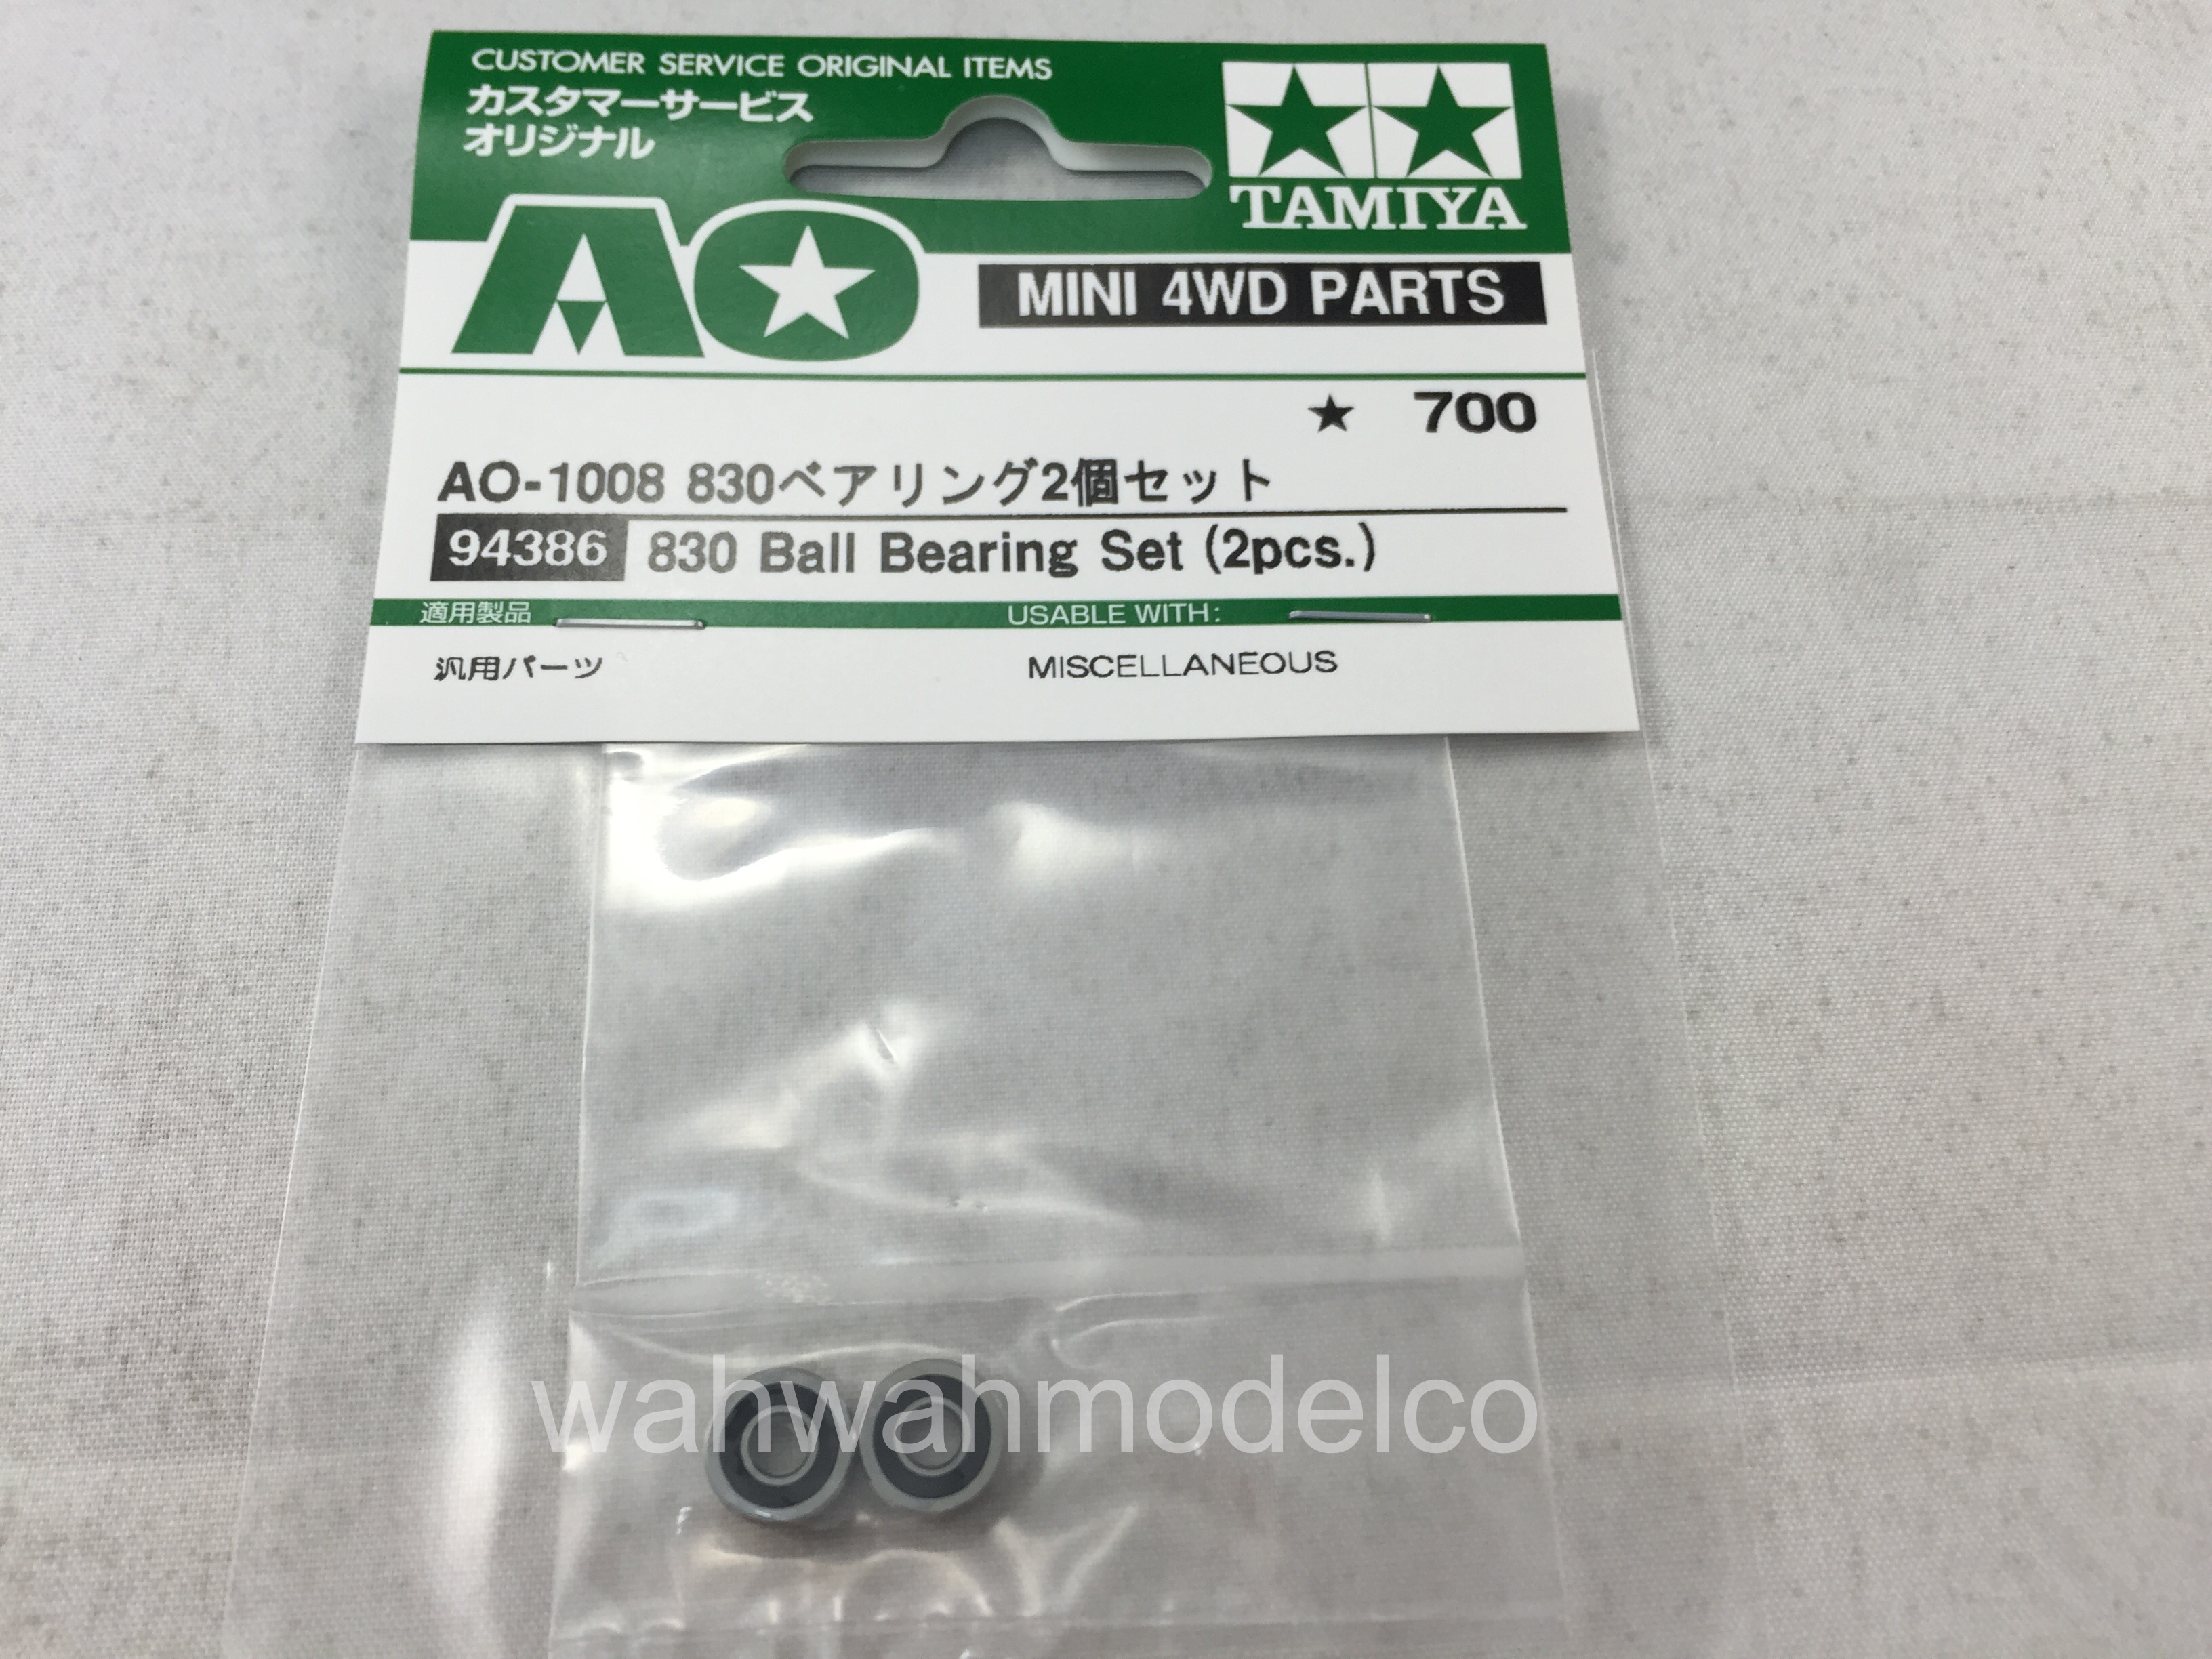 CUSTOMER SERVICE ORIGINAL ITEMS
カスタマーサービス
オリジナル
TAMIYA
AO
MINI 4WD PARTS
★ 700
AO-1008 830ベアリング2個セット
94386 830 Ball Bearing Set (2pcs.)
適用製品 USABLE WITH:
汎用パーツ MISCELLANEOUS
wahwahmodelco